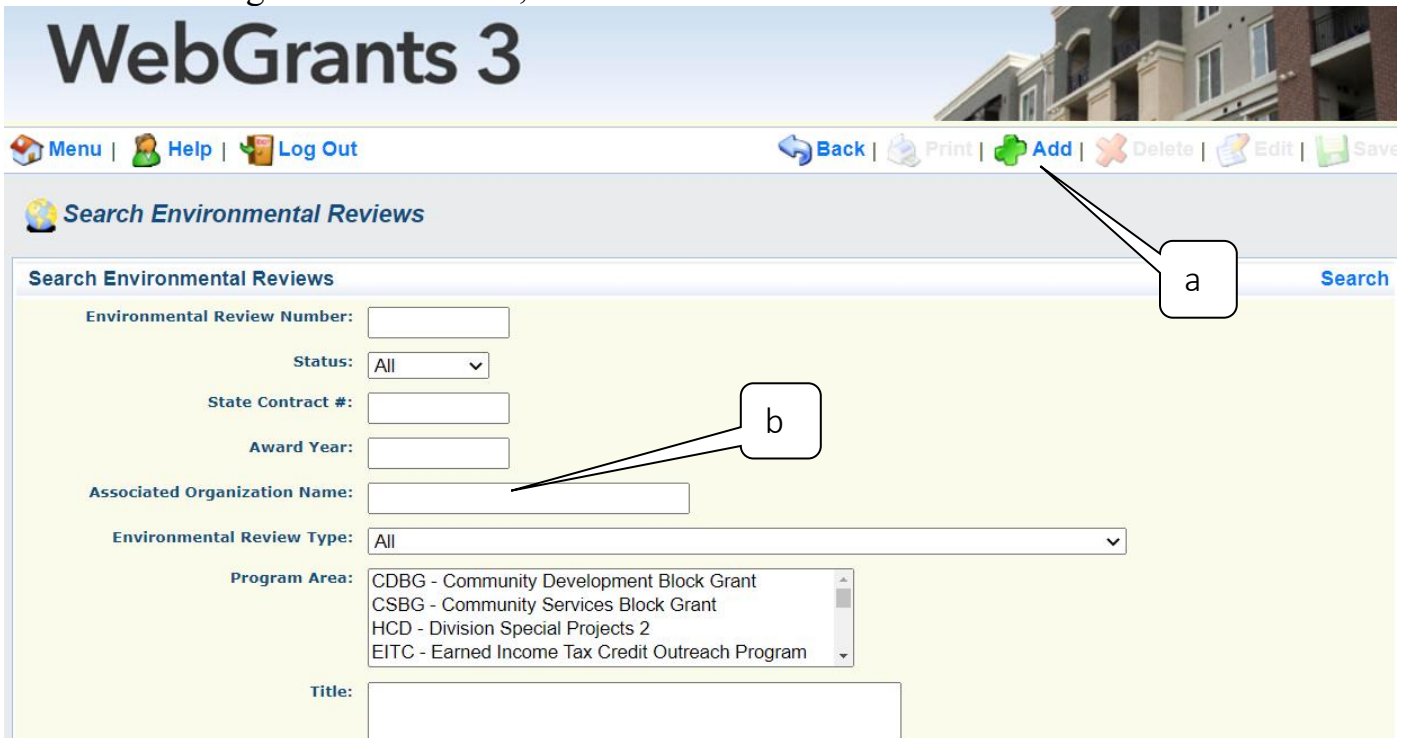 WebGrants 3
Menu | Help | Log Out Back | Print | Add | Delete | Edit | Save
Search Environmental Reviews
Search Environmental Reviews Search
a
Environmental Review Number:
Status: All
State Contract #:
b
Award Year:
Associated Organization Name:
Environmental Review Type: All
Program Area: CDBG - Community Development Block Grant
CSBG - Community Services Block Grant
HCD - Division Special Projects 2
EITC - Earned Income Tax Credit Outreach Program
Title: